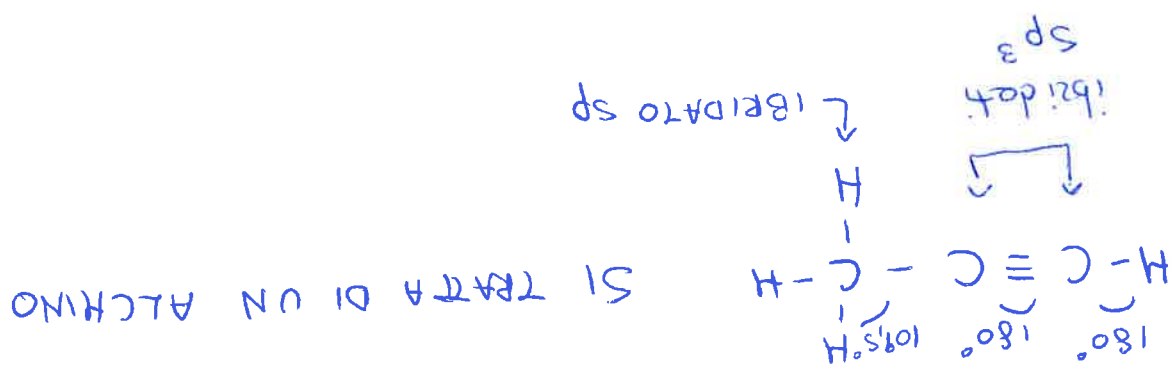 180° 180° 109,5° H
H-C≡C-C-H SI TRATTA DI UN ALCHINO
H
ibridati
IBRIDATO sp
sp³